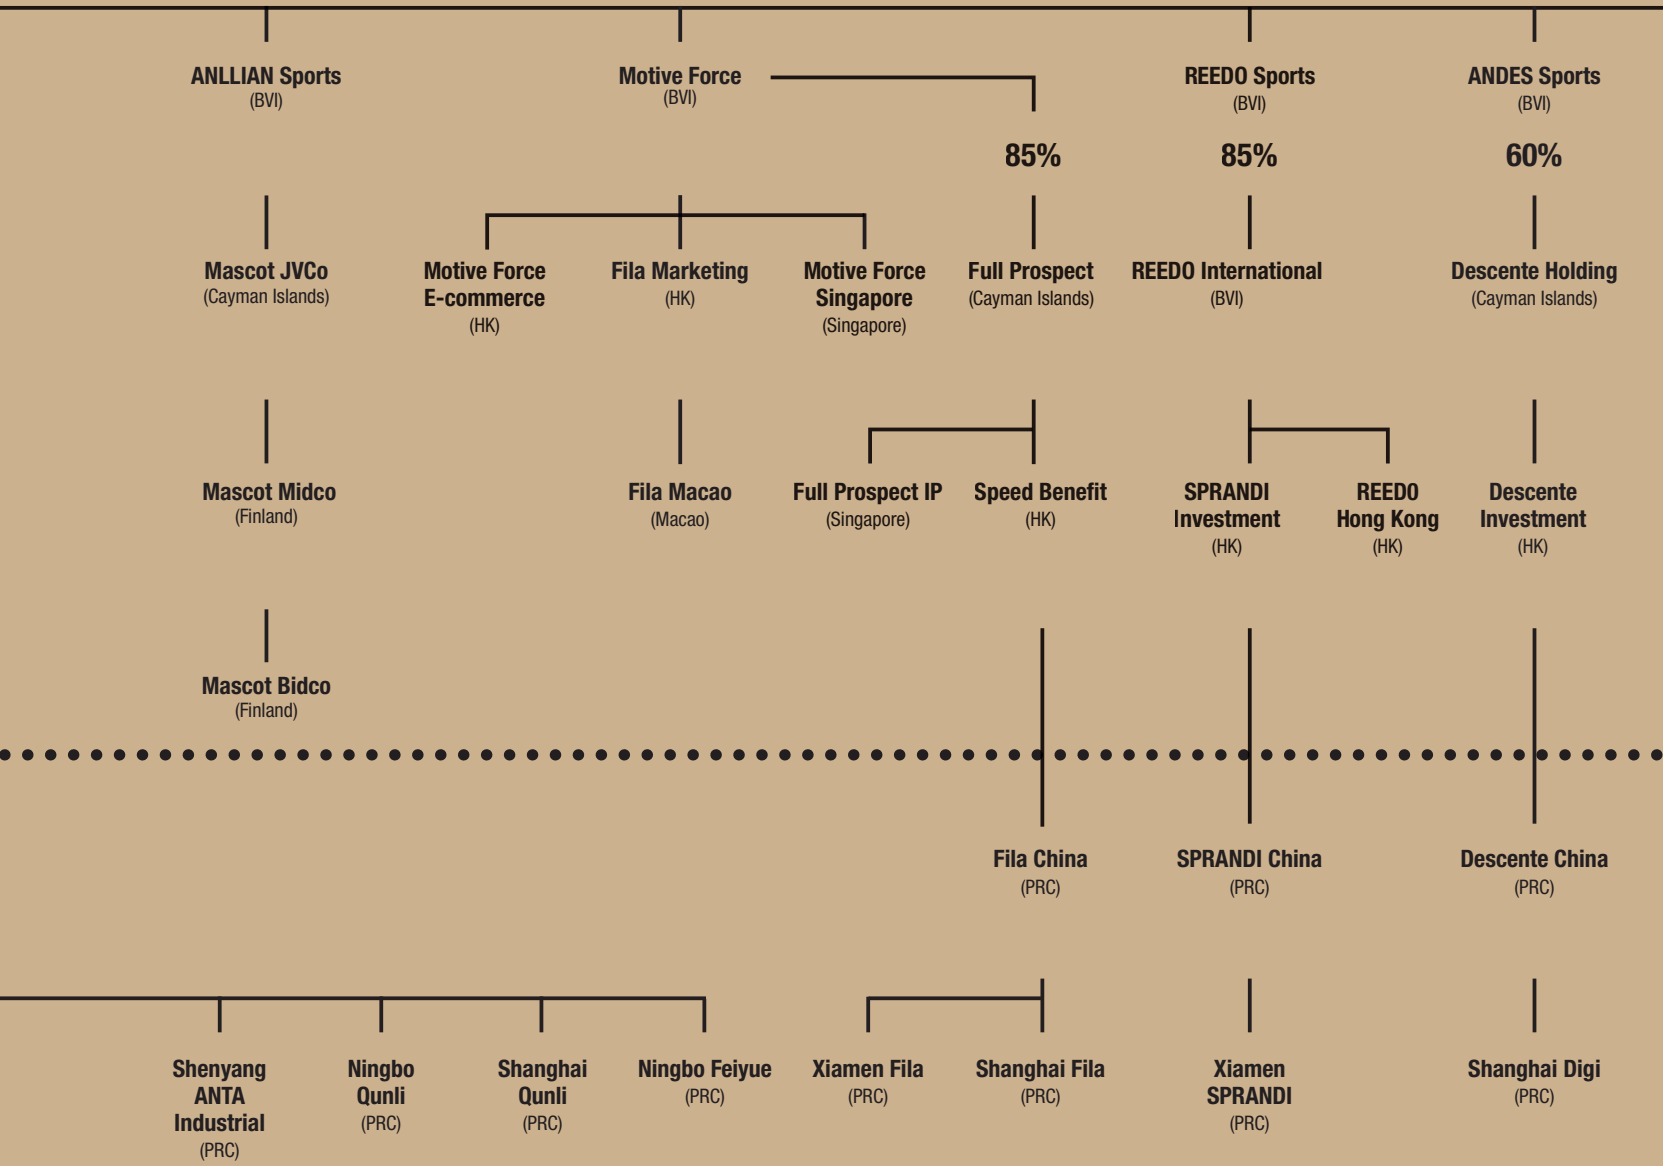 ANLLIAN Sports
(BVI)
Motive Force
(BVI)
REEDO Sports
(BVI)
ANDES Sports
(BVI)
85%
85%
60%
Mascot JVCo
(Cayman Islands)
Motive Force
E-commerce
(HK)
Fila Marketing
(HK)
Motive Force
Singapore
(Singapore)
Full Prospect
(Cayman Islands)
REEDO International
(BVI)
Descente Holding
(Cayman Islands)
Mascot Midco
(Finland)
Fila Macao
(Macao)
Full Prospect IP
(Singapore)
Speed Benefit
(HK)
SPRANDI
Investment
(HK)
REEDO
Hong Kong
(HK)
Descente
Investment
(HK)
Mascot Bidco
(Finland)
Fila China
(PRC)
SPRANDI China
(PRC)
Descente China
(PRC)
Shenyang
ANTA
Industrial
(PRC)
Ningbo
Qunli
(PRC)
Shanghai
Qunli
(PRC)
Ningbo Feiyue
(PRC)
Xiamen Fila
(PRC)
Shanghai Fila
(PRC)
Xiamen
SPRANDI
(PRC)
Shanghai Digi
(PRC)